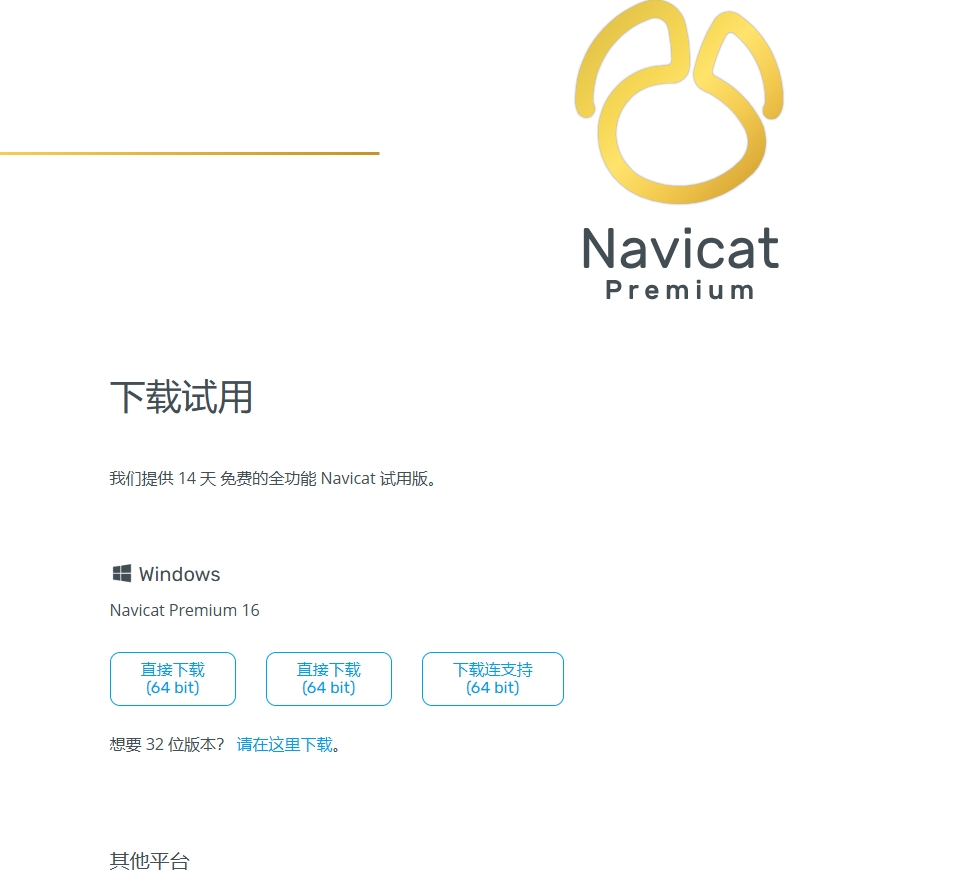 Navicat
Premium
下载试用
我们提供 14 天 免费的全功能 Navicat 试用版。
Windows
Navicat Premium 16
直接下载
(64 bit)
直接下载
(64 bit)
下载连支持
(64 bit)
想要 32 位版本? 请在这里下载。
其他平台